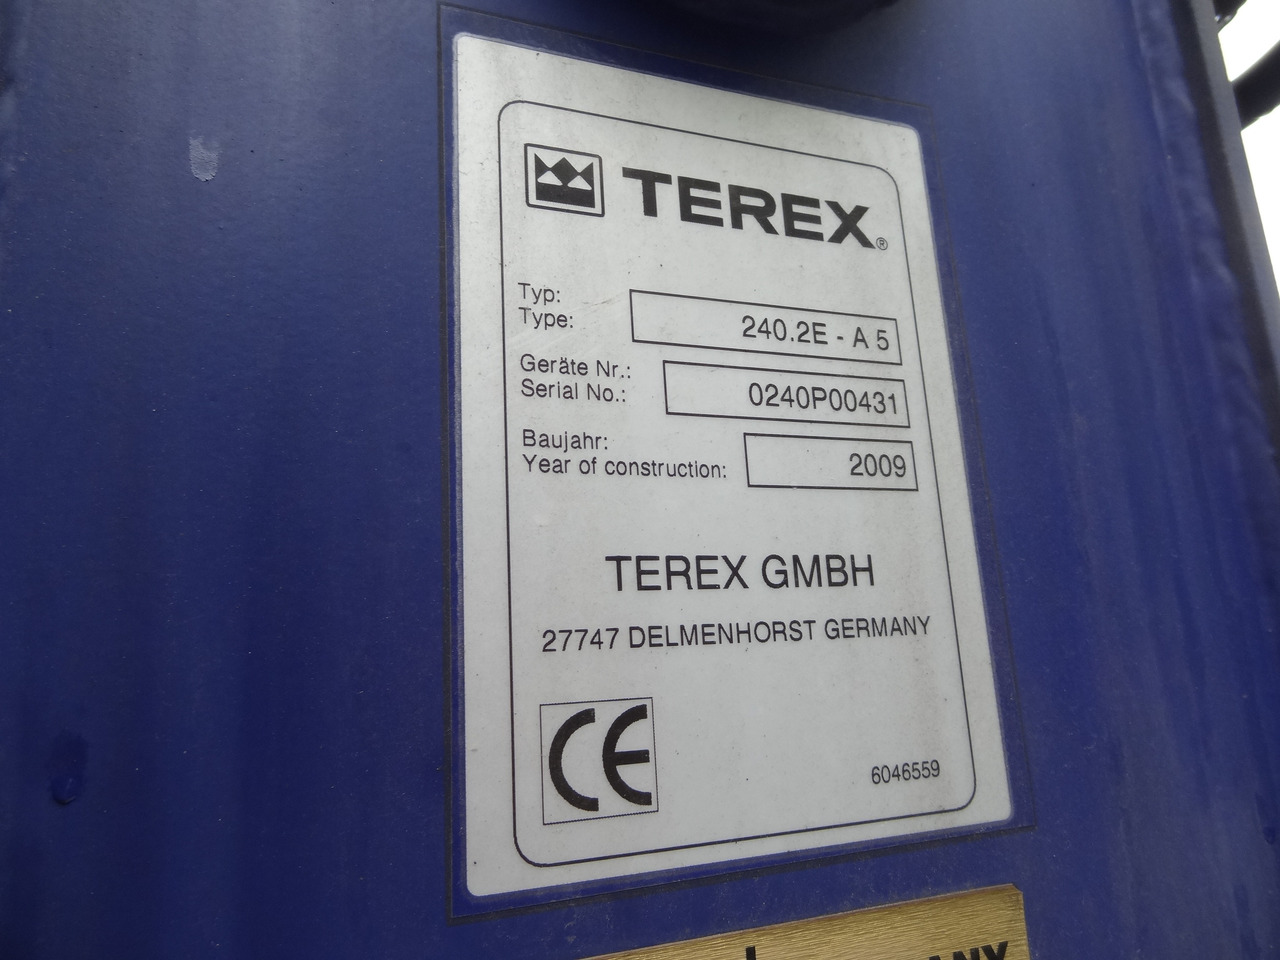 TEREX®
Typ:
Type: 240.2E - A 5
Geräte Nr.:
Serial No.: 0240P00431
Baujahr:
Year of construction: 2009
TEREX GMBH
27747 DELMENHORST GERMANY
CE
6046559